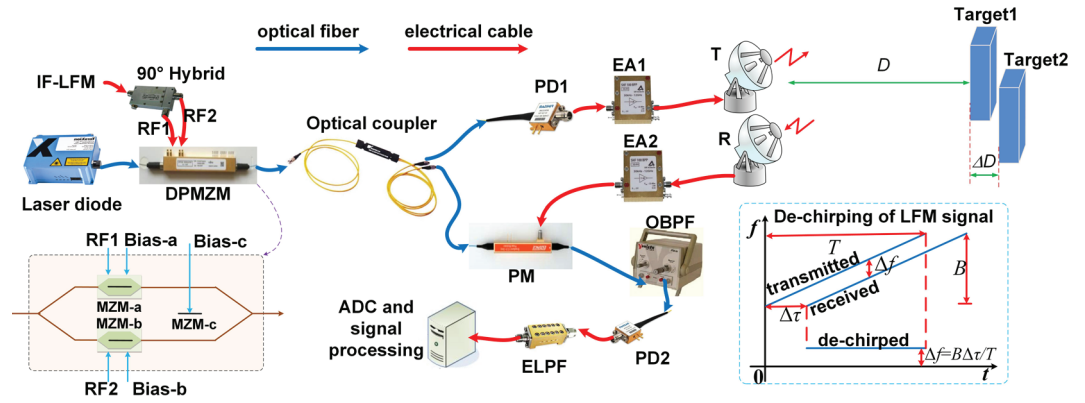 optical fiber
electrical cable
Target1
Target2
IF-LFM
90° Hybrid
RF1
RF2
Laser diode
DPMZM
Optical coupler
PD1
EA1
T
D
EA2
R
ΔD
PM
OBPF
PD2
ELPF
ADC and
signal
processing
RF1 Bias-a
Bias-c
MZM-a
MZM-b
MZM-c
RF2
Bias-b
De-chirping of LFM signal
f
T
transmitted
Δf
B
received
Δτ
de-chirped
Δf=BΔτ/T
0
t